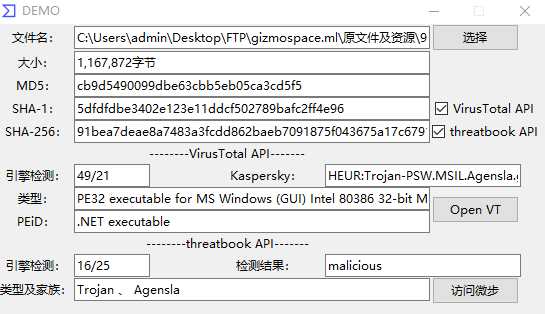 DEMO
文件名： C:\Users\admin\Desktop\FTP\gizmospace.ml\原文件及资源\9 选择
大小： 1,167,872字节
MD5： cb9d5490099dbe63cbb5eb05ca3cd5f5
SHA-1： 5dfdfdbe3402e123e11ddcf502789bafc2ff4e96 VirusTotal API
SHA-256： 91bea7deae8a7483a3fcdd862baeb7091875f043675a17c679 threatbook API
--------VirusTotal API-------
引擎检测： 49/21 Kaspersky: HEUR:Trojan-PSW.MSIL.Agensla.g
类型： PE32 executable for MS Windows (GUI) Intel 80386 32-bit M Open VT
PEiD： .NET executable
--------threatbook API-------
引擎检测： 16/25 检测结果： malicious
类型及家族： Trojan 、 Agensla 访问微步